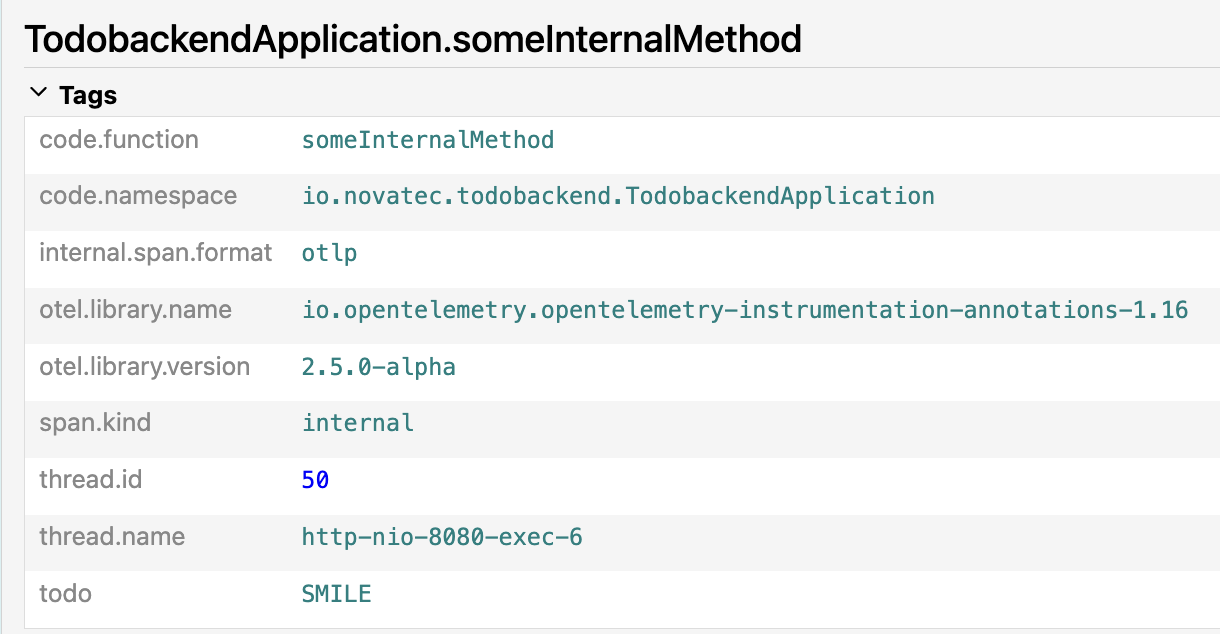 TodobackendApplication.someInternalMethod
Tags
code.function someInternalMethod
code.namespace io.novatec.todobackend.TodobackendApplication
internal.span.format otlp
otel.library.name io.opentelemetry.opentelemetry-instrumentation-annotations-1.16
otel.library.version 2.5.0-alpha
span.kind internal
thread.id 50
thread.name http-nio-8080-exec-6
todo SMILE